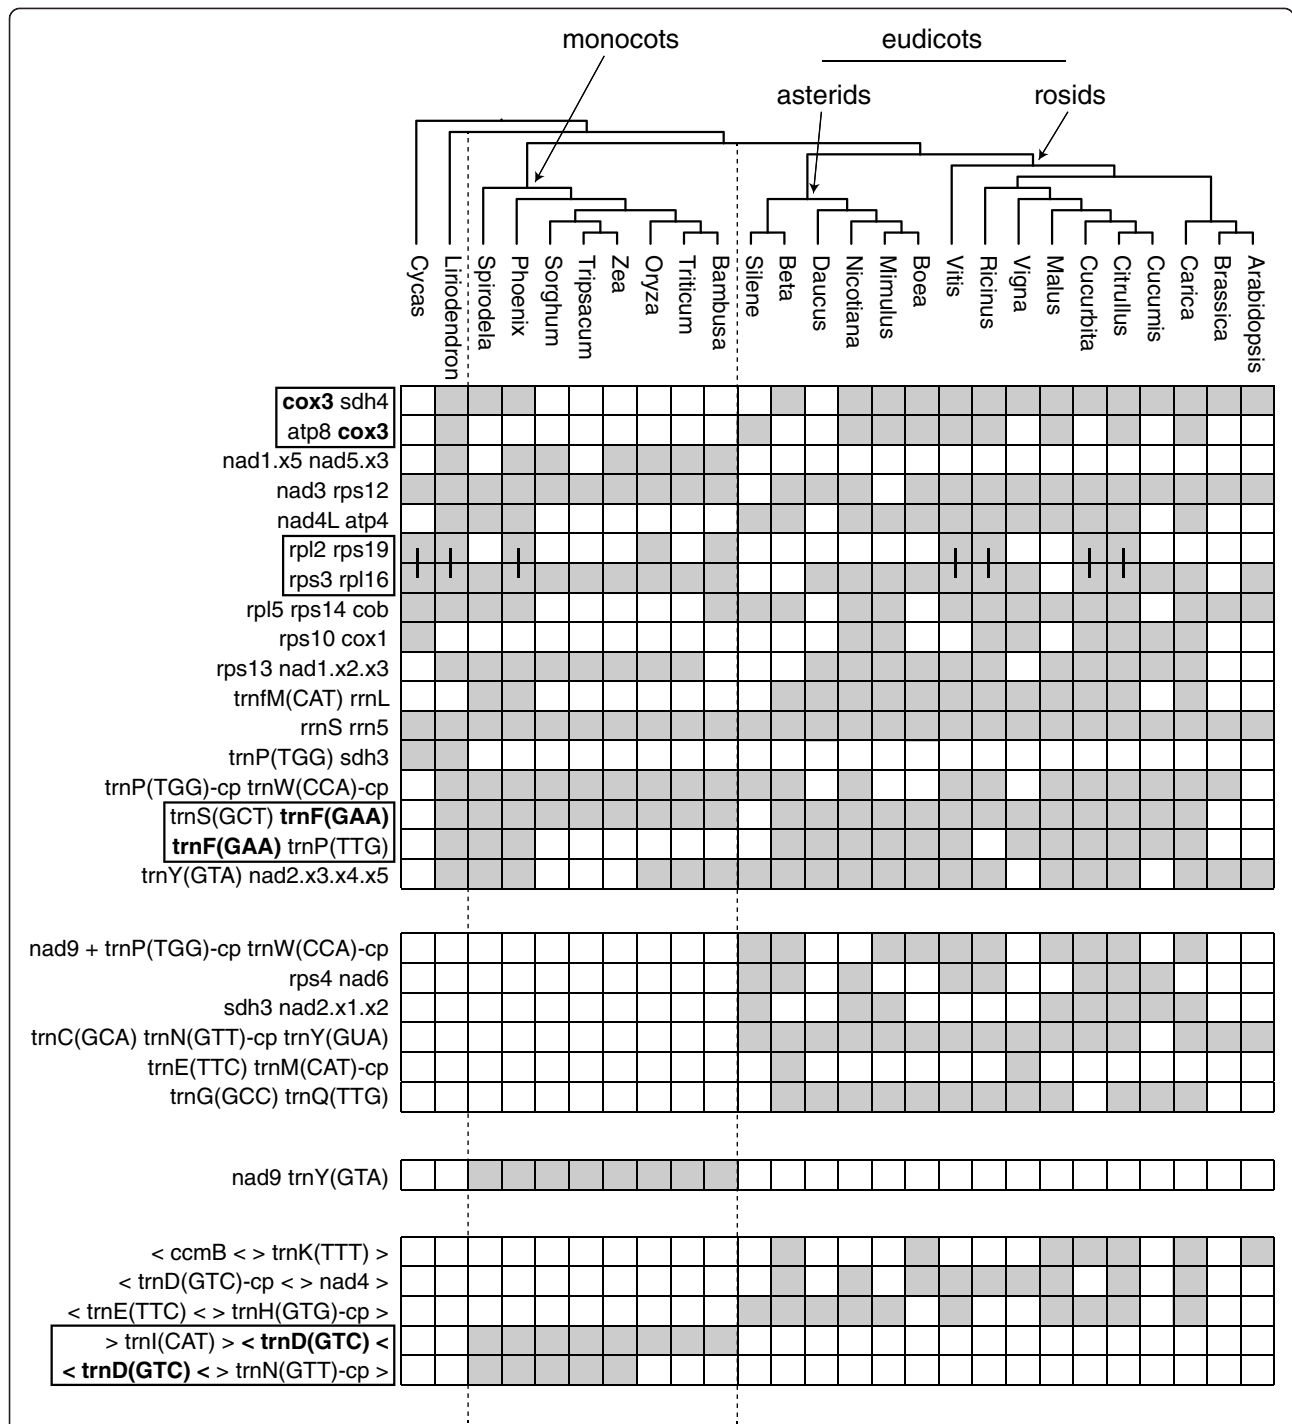 monocots
eudicots
asterids
rosids
Cycas
Liriodendron
Spirodela
Phoenix
Sorghum
Tripsacum
Zea
Oryza
Triticum
Bambusa
Silene
Beta
Daucus
Nicotiana
Mimulus
Boea
Vitis
Ricinus
Vigna
Malus
Cucurbita
Citrullus
Cucumis
Carica
Brassica
Arabidopsis
cox3 sdh4
atp8 cox3
nad1.x5 nad5.x3
nad3 rps12
nad4L atp4
rpl2 rps19
rps3 rpl16
rpl5 rps14 cob
rps10 cox1
rps13 nad1.x2.x3
trnfM(CAT) rrnL
rrnS rrn5
trnP(TGG) sdh3
trnP(TGG)-cp trnW(CCA)-cp
trnS(GCT) trnF(GAA)
trnF(GAA) trnP(TTG)
trnY(GTA) nad2.x3.x4.x5
nad9 + trnP(TGG)-cp trnW(CCA)-cp
rps4 nad6
sdh3 nad2.x1.x2
trnC(GCA) trnN(GTT)-cp trnY(GUA)
trnE(TTC) trnM(CAT)-cp
trnG(GCC) trnQ(TTG)
nad9 trnY(GTA)
< ccmB < > trnK(TTT) >
< trnD(GTC)-cp < > nad4 >
< trnE(TTC) < > trnH(GTG)-cp >
> trnI(CAT) > < trnD(GTC) <
< trnD(GTC) < > trnN(GTT)-cp >